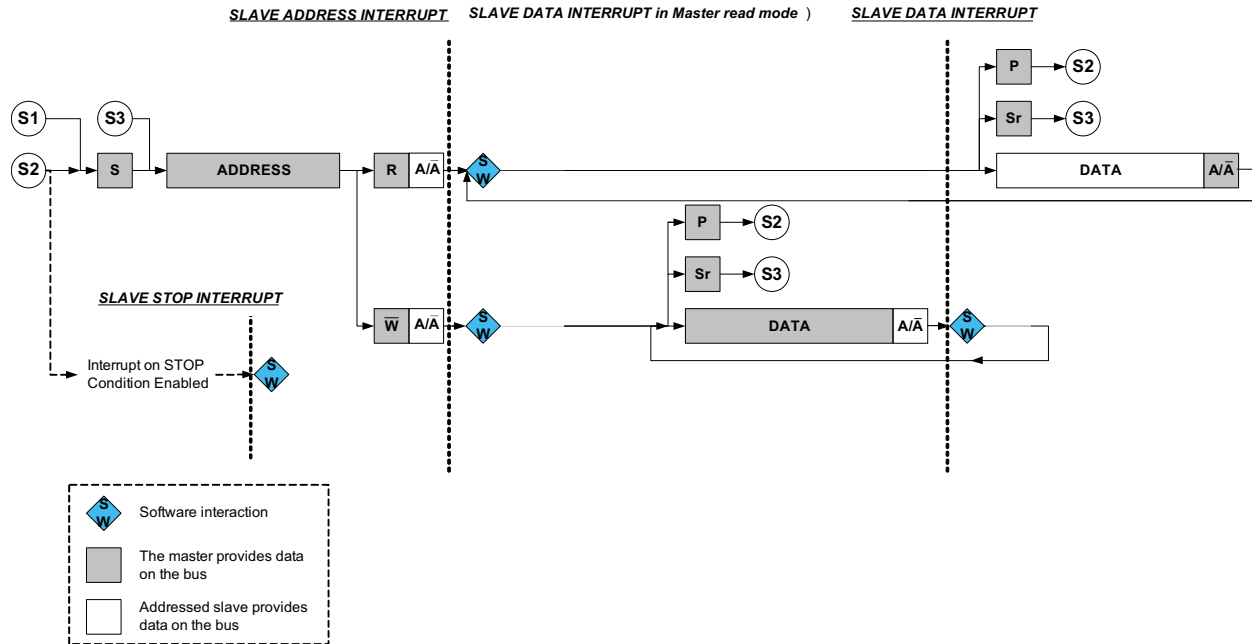 SLAVE ADDRESS INTERRUPT SLAVE DATA INTERRUPT in Master read mode ) SLAVE DATA INTERRUPT
P S2
S1 S3 Sr S3
S2 S ADDRESS R A/A̅ S W DATA A/A̅
P S2
Sr S3
SLAVE STOP INTERRUPT
W̅ A/A̅ S W DATA A/A̅ S W
Interrupt on STOP
Condition Enabled
S W
S W
Software interaction
The master provides data
on the bus
Addressed slave provides
data on the bus